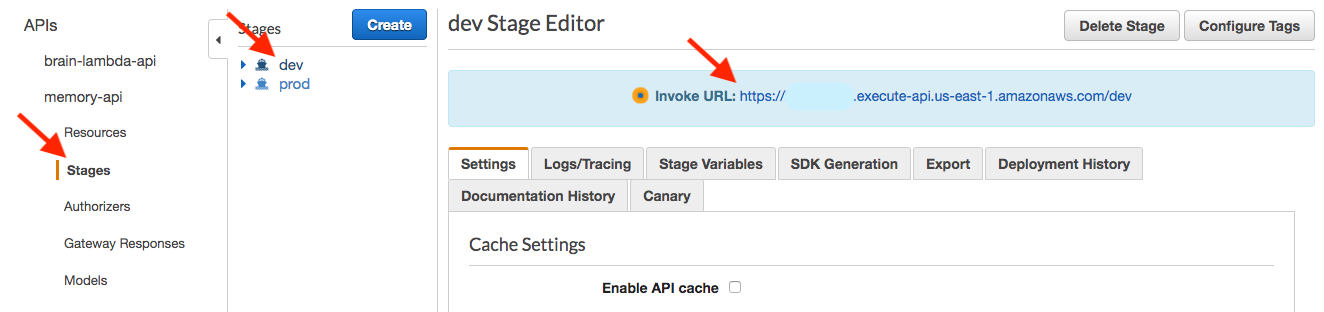 APIs
brain-lambda-api
memory-api
Resources
Stages
Authorizers
Gateway Responses
Models
Stages
Create
dev
prod
dev Stage Editor
Delete Stage
Configure Tags
Invoke URL: https:// .execute-api.us-east-1.amazonaws.com/dev
Settings
Logs/Tracing
Stage Variables
SDK Generation
Export
Deployment History
Documentation History
Canary
Cache Settings
Enable API cache